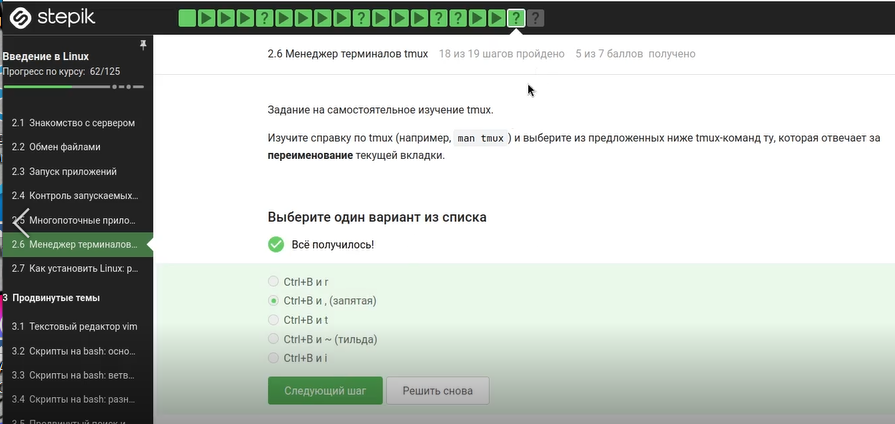 stepik
Введение в Linux
Прогресс по курсу: 62/125
2.1 Знакомство с сервером
2.2 Обмен файлами
2.3 Запуск приложений
2.4 Контроль запускаемых...
2.5 Многопоточные прило...
2.6 Менеджер терминалов...
2.7 Как установить Linux: р...
3 Продвинутые темы
3.1 Текстовый редактор vim
3.2 Скрипты на bash: осно...
3.3 Скрипты на bash: ветв...
3.4 Скрипты на bash: разн...
3.5 Продвинутый поиск и
2.6 Менеджер терминалов tmux 18 из 19 шагов пройдено 5 из 7 баллов получено
Задание на самостоятельное изучение tmux.
Изучите справку по tmux (например, man tmux ) и выберите из предложенных ниже tmux-команд ту, которая отвечает за
переименование текущей вкладки.
Выберите один вариант из списка
Всё получилось!
Ctrl+B и r
Ctrl+B и , (запятая)
Ctrl+B и t
Ctrl+B и ~ (тильда)
Ctrl+B и i
Следующий шаг
Решить снова